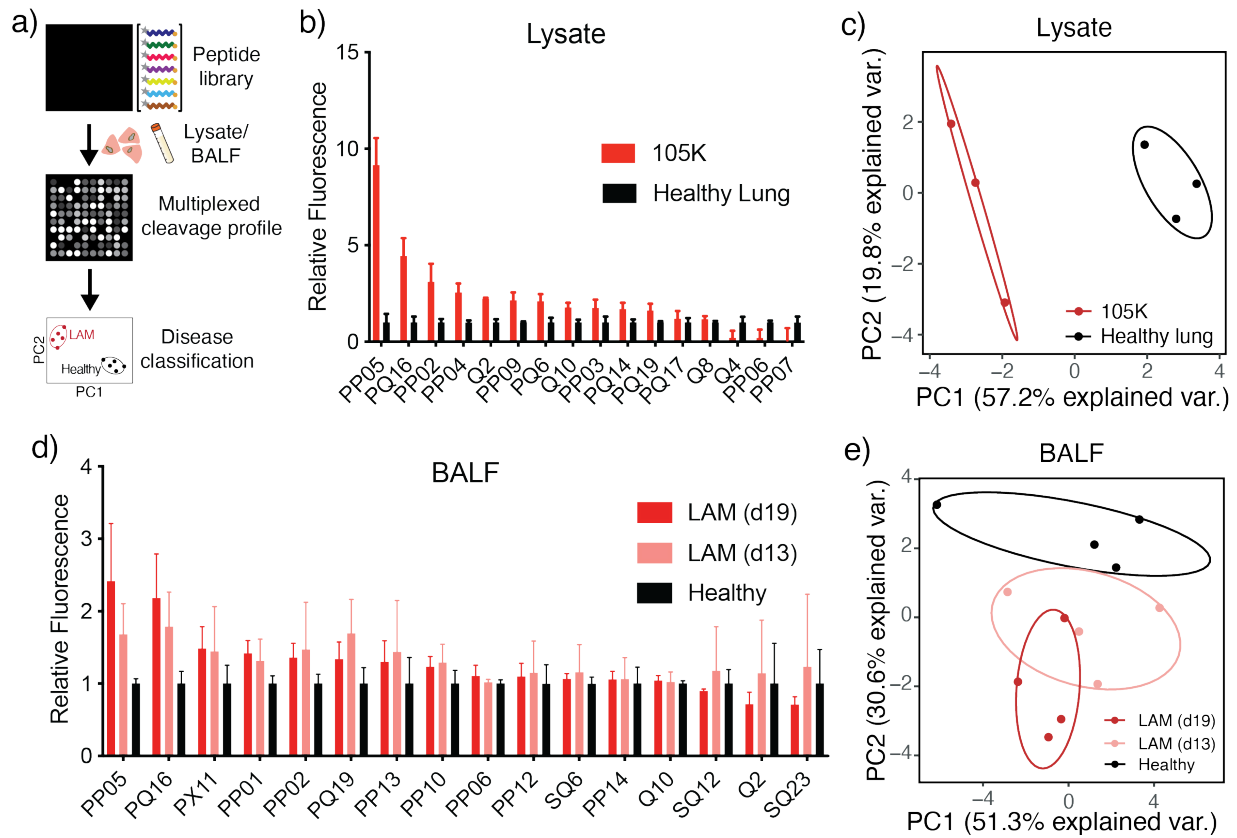 a)
Peptide
library
Lysate/
BALF
Multiplexed
cleavage profile
PC2
LAM
Healthy
PC1
Disease
classification
b)
Lysate
Relative Fluorescence
15
10
5
0
105K
Healthy Lung
PP05
PQ16
PP02
PP04
Q2
PP09
PQ6
Q10
PP03
PQ14
PQ19
PQ17
Q8
Q4
PP06
PP07
c)
Lysate
PC2 (19.8% explained var.)
2
0
−2
−4
105K
Healthy lung
−4
−2
0
2
4
PC1 (57.2% explained var.)
d)
BALF
Relative Fluorescence
4
3
2
1
0
LAM (d19)
LAM (d13)
Healthy
PP05
PQ16
PX11
PP01
PP02
PQ19
PP13
PP10
PP06
PP12
SQ6
PP14
Q10
SQ12
Q2
SQ23
e)
BALF
PC2 (30.6% explained var.)
4
2
0
−2
−4
LAM (d19)
LAM (d13)
Healthy
−4
0
4
PC1 (51.3% explained var.)